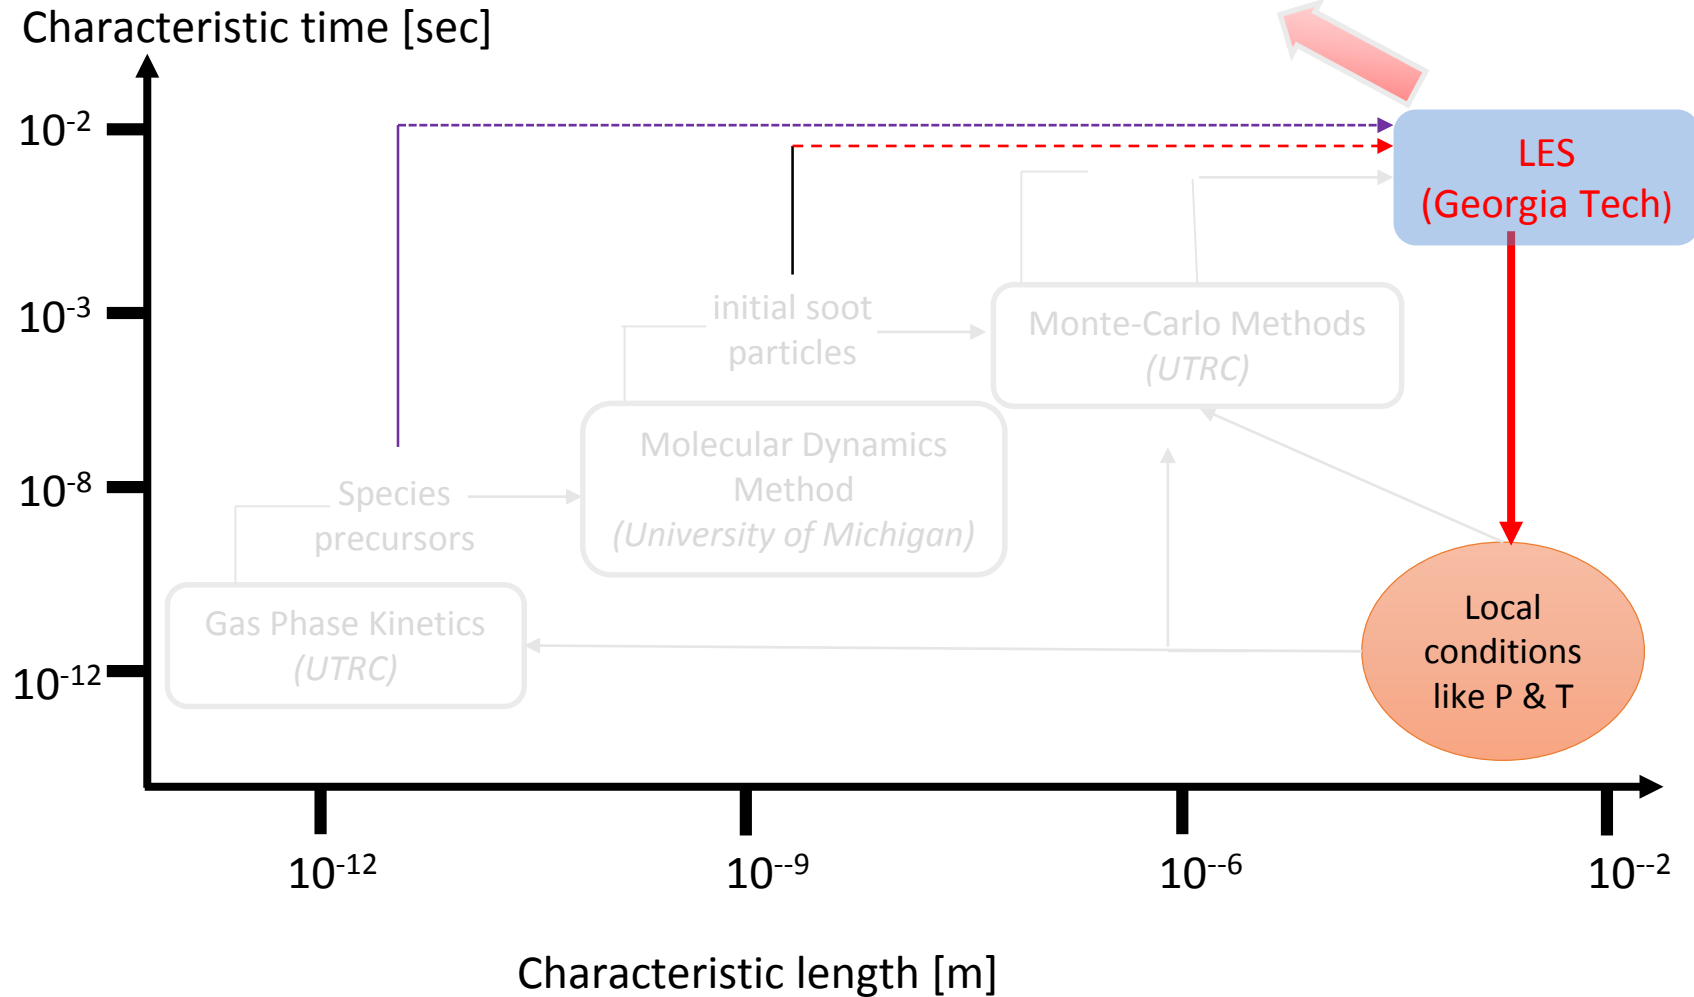 Characteristic time [sec]
10⁻²
10⁻³
10⁻⁸
10⁻¹²
LES
(Georgia Tech)
initial soot
particles
Monte-Carlo Methods
(UTRC)
Molecular Dynamics
Method
(University of Michigan)
Species
precursors
Gas Phase Kinetics
(UTRC)
Local
conditions
like P & T
10⁻¹²
10⁻⁻⁹
10⁻⁻⁶
10⁻⁻²
Characteristic length [m]